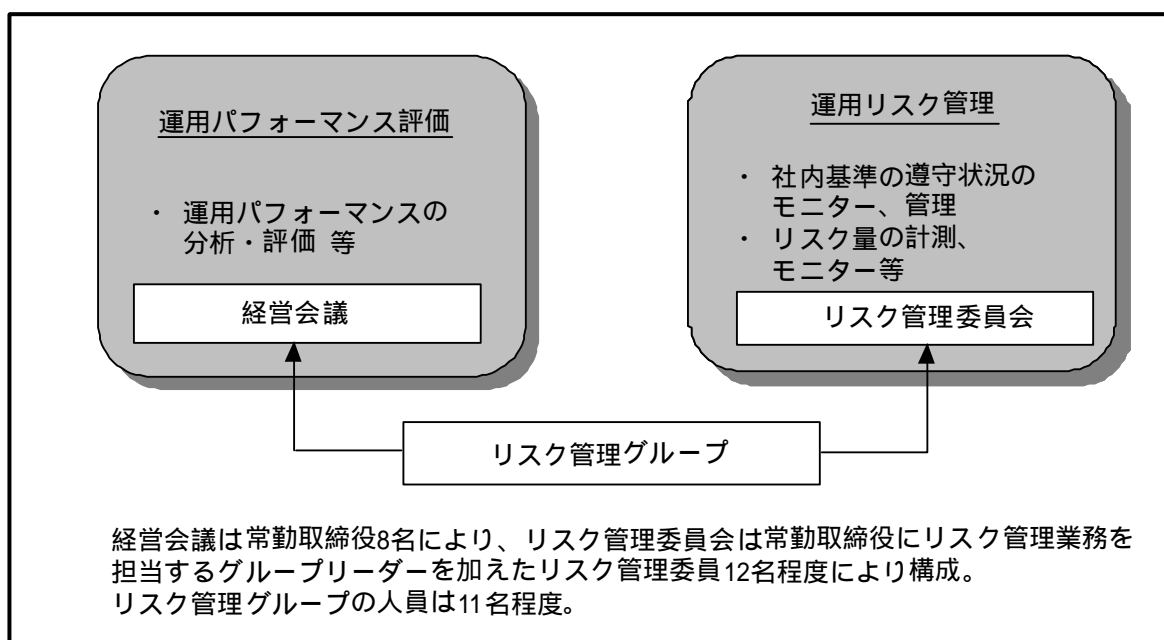 運用パフォーマンス評価
・ 運用パフォーマンスの
分析・評価 等
経営会議
運用リスク管理
・ 社内基準の遵守状況の
モニター、管理
・ リスク量の計測、
モニター等
リスク管理委員会
リスク管理グループ
経営会議は常勤取締役8名により、リスク管理委員会は常勤取締役にリスク管理業務を
担当するグループリーダーを加えたリスク管理委員12名程度により構成。
リスク管理グループの人員は11名程度。